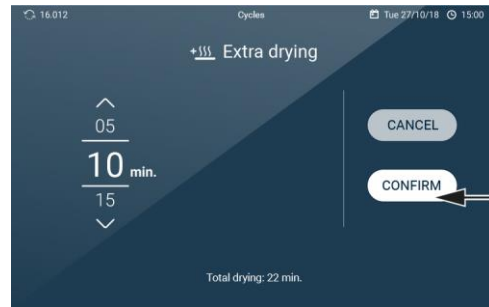 16.012 Cycles Tue 27/10/18 15:00
Extra drying
05
10 min.
15
CANCEL
CONFIRM
Total drying: 22 min.